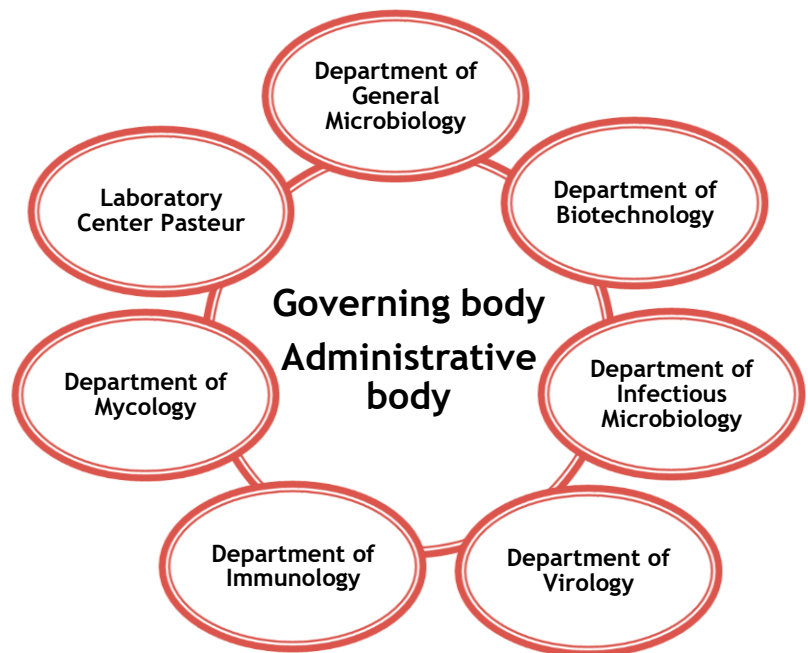 Department of
General
Microbiology
Department of
Biotechnology
Department of
Infectious
Microbiology
Department of
Virology
Department of
Immunology
Department of
Mycology
Laboratory
Center Pasteur
Governing body
Administrative
body